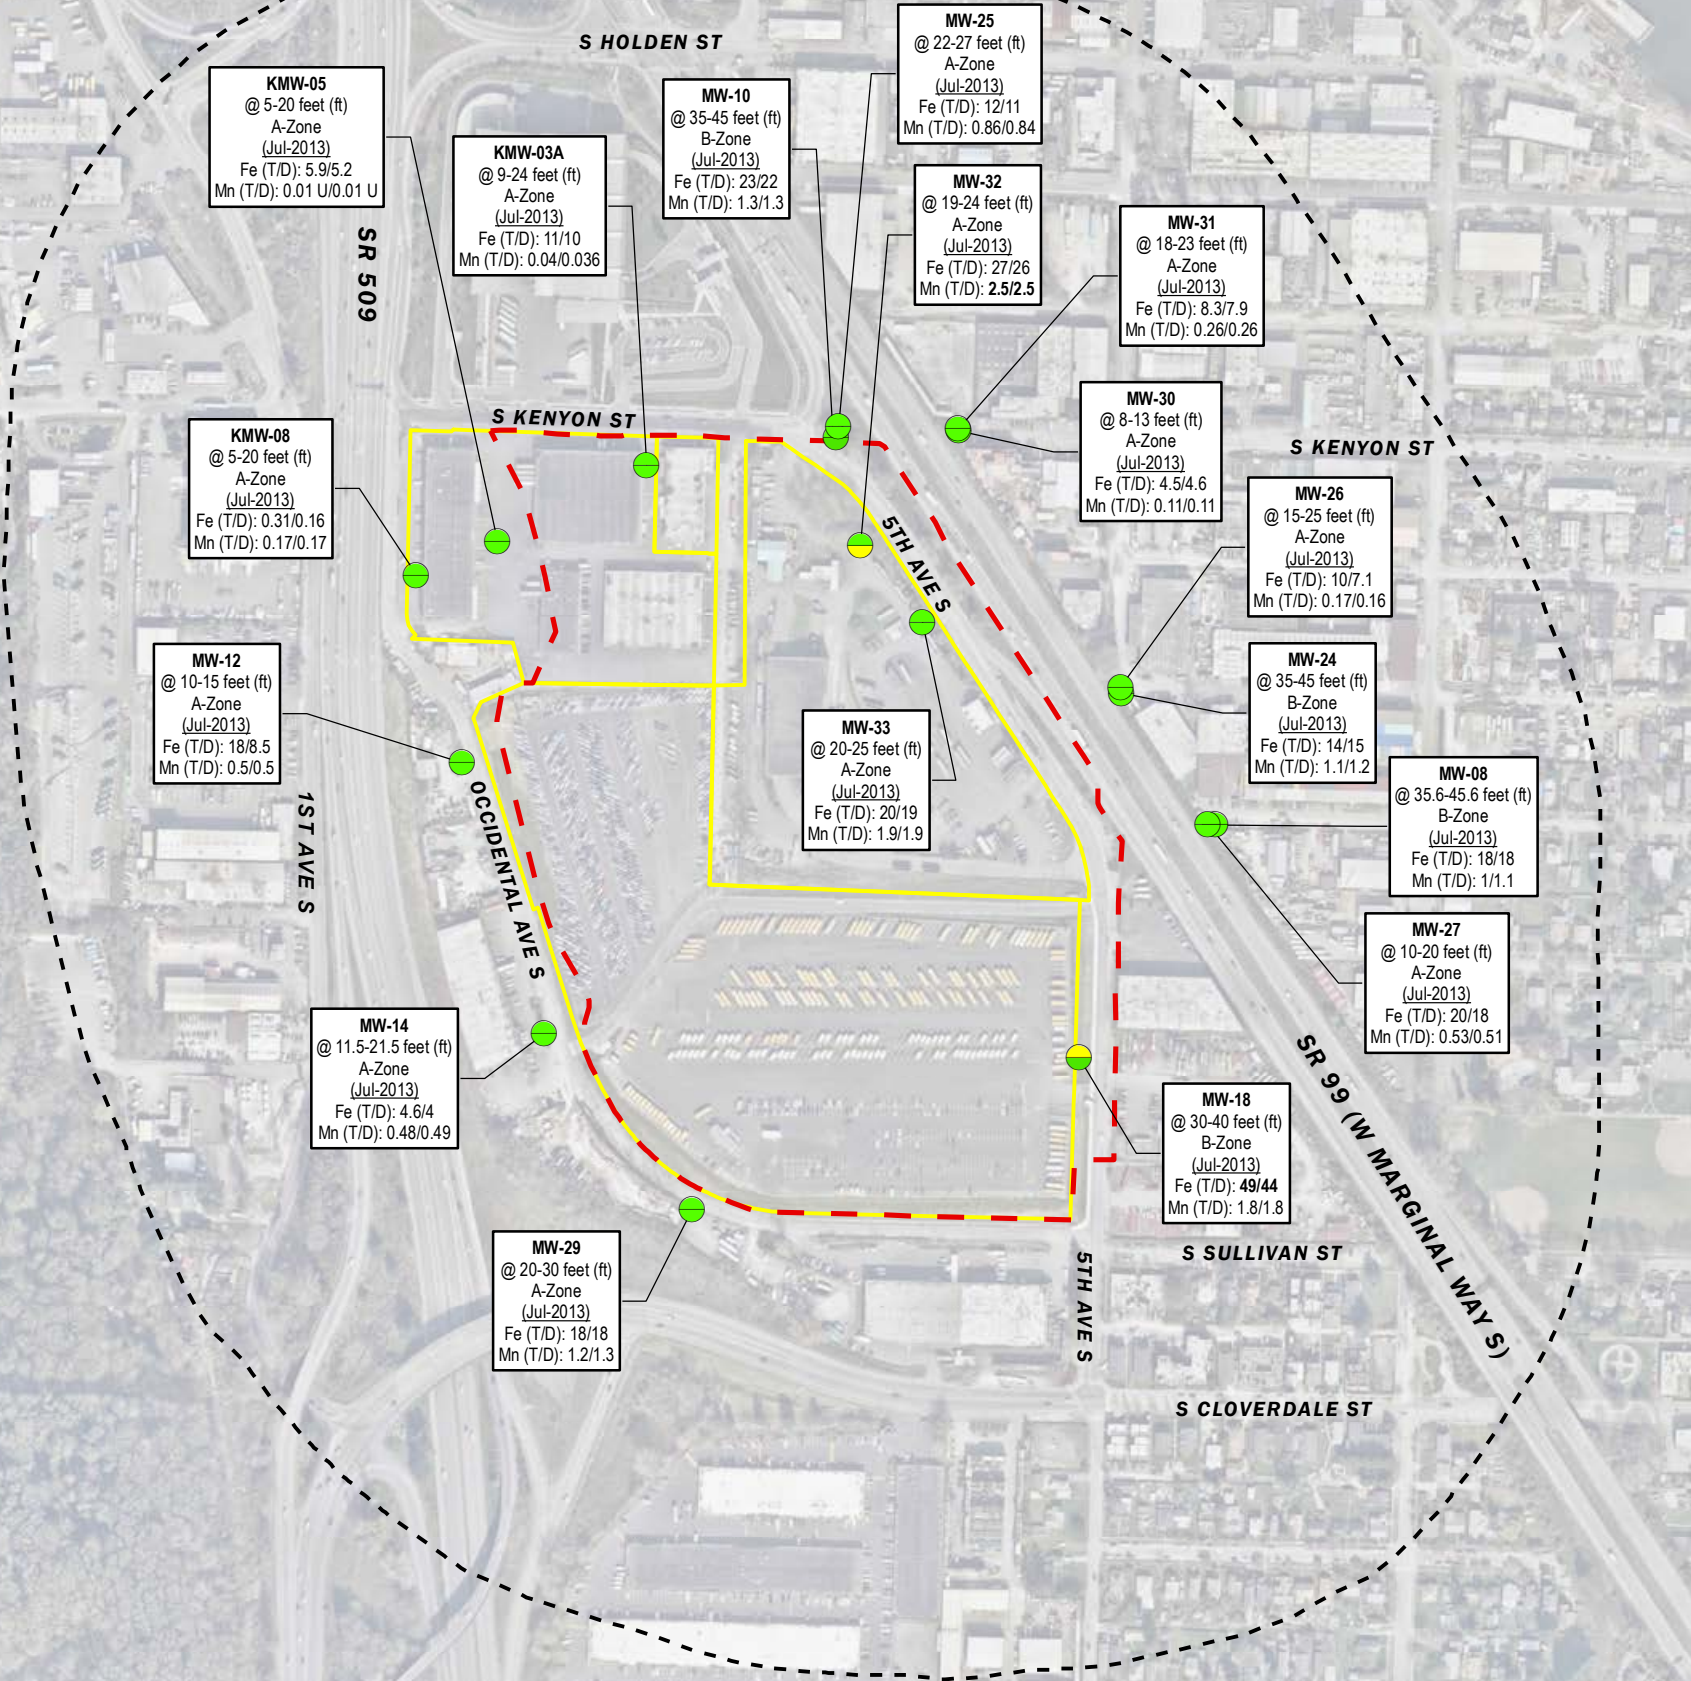 S HOLDEN ST
MW-25
@ 22-27 feet (ft)
A-Zone
(Jul-2013)
Fe (T/D): 12/11
Mn (T/D): 0.86/0.84
KMW-05
@ 5-20 feet (ft)
A-Zone
(Jul-2013)
Fe (T/D): 5.9/5.2
Mn (T/D): 0.01 U/0.01 U
MW-10
@ 35-45 feet (ft)
B-Zone
(Jul-2013)
Fe (T/D): 23/22
Mn (T/D): 1.3/1.3
KMW-03A
@ 9-24 feet (ft)
A-Zone
(Jul-2013)
Fe (T/D): 11/10
Mn (T/D): 0.04/0.036
MW-32
@ 19-24 feet (ft)
A-Zone
(Jul-2013)
Fe (T/D): 27/26
Mn (T/D): 2.5/2.5
MW-31
@ 18-23 feet (ft)
A-Zone
(Jul-2013)
Fe (T/D): 8.3/7.9
Mn (T/D): 0.26/0.26
SR 509
MW-30
@ 8-13 feet (ft)
A-Zone
(Jul-2013)
Fe (T/D): 4.5/4.6
Mn (T/D): 0.11/0.11
S KENYON ST
S KENYON ST
KMW-08
@ 5-20 feet (ft)
A-Zone
(Jul-2013)
Fe (T/D): 0.31/0.16
Mn (T/D): 0.17/0.17
MW-26
@ 15-25 feet (ft)
A-Zone
(Jul-2013)
Fe (T/D): 10/7.1
Mn (T/D): 0.17/0.16
5TH AVE S
MW-12
@ 10-15 feet (ft)
A-Zone
(Jul-2013)
Fe (T/D): 18/8.5
Mn (T/D): 0.5/0.5
MW-24
@ 35-45 feet (ft)
B-Zone
(Jul-2013)
Fe (T/D): 14/15
Mn (T/D): 1.1/1.2
MW-33
@ 20-25 feet (ft)
A-Zone
(Jul-2013)
Fe (T/D): 20/19
Mn (T/D): 1.9/1.9
MW-08
@ 35.6-45.6 feet (ft)
B-Zone
(Jul-2013)
Fe (T/D): 18/18
Mn (T/D): 1/1.1
1ST AVE S
OCCIDENTAL AVE S
MW-27
@ 10-20 feet (ft)
A-Zone
(Jul-2013)
Fe (T/D): 20/18
Mn (T/D): 0.53/0.51
MW-14
@ 11.5-21.5 feet (ft)
A-Zone
(Jul-2013)
Fe (T/D): 4.6/4
Mn (T/D): 0.48/0.49
SR 99 (W MARGINAL WAY S)
MW-18
@ 30-40 feet (ft)
B-Zone
(Jul-2013)
Fe (T/D): 49/44
Mn (T/D): 1.8/1.8
MW-29
@ 20-30 feet (ft)
A-Zone
(Jul-2013)
Fe (T/D): 18/18
Mn (T/D): 1.2/1.3
S SULLIVAN ST
5TH AVE S
S CLOVERDALE ST